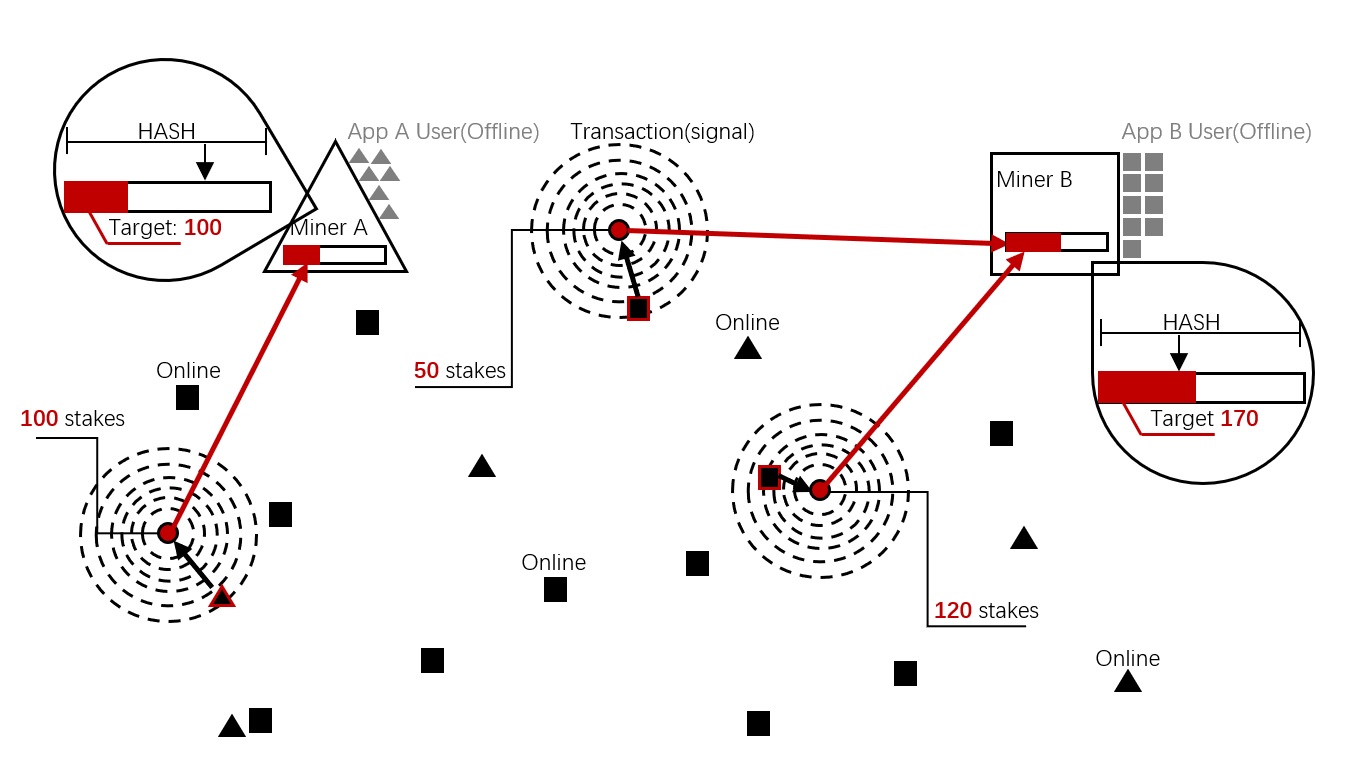 HASH
App A User(Offline)
Transaction(signal)
App B User(Offline)
Miner B
Target: 100
Miner A
Online
HASH
50 stakes
Online
100 stakes
Target 170
Online
120 stakes
Online